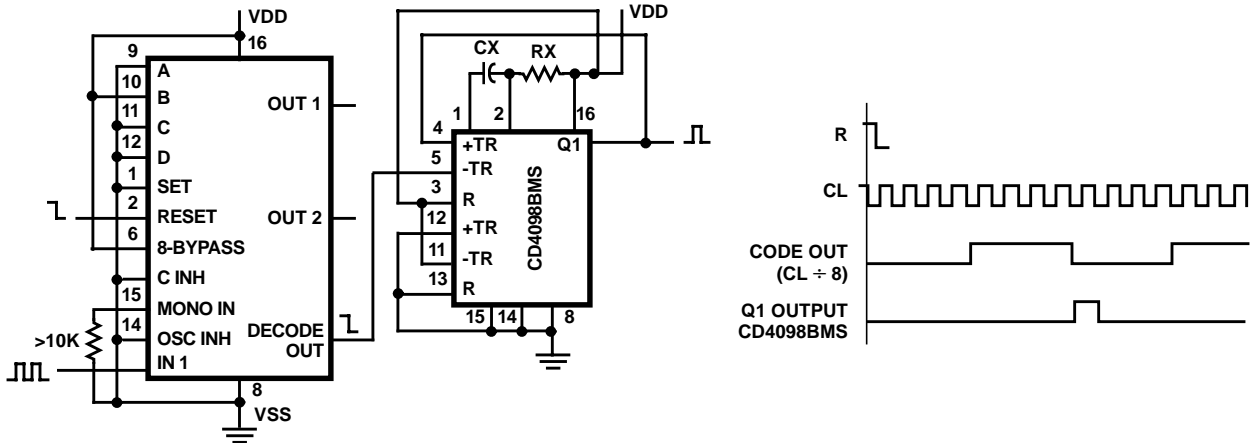 VDD
16
9
A
10
B
11
C
12
D
1
SET
2
RESET
6
8-BYPASS
C INH
15
MONO IN
14
OSC INH
>10K
IN 1
OUT 1
OUT 2
DECODE
OUT
8
VSS
VDD
CX
RX
1
2
16
4
+TR
Q1
5
-TR
3
R
12
+TR
11
-TR
13
R
CD4098BMS
15
14
8
R
CL
CODE OUT
(CL ÷ 8)
Q1 OUTPUT
CD4098BMS